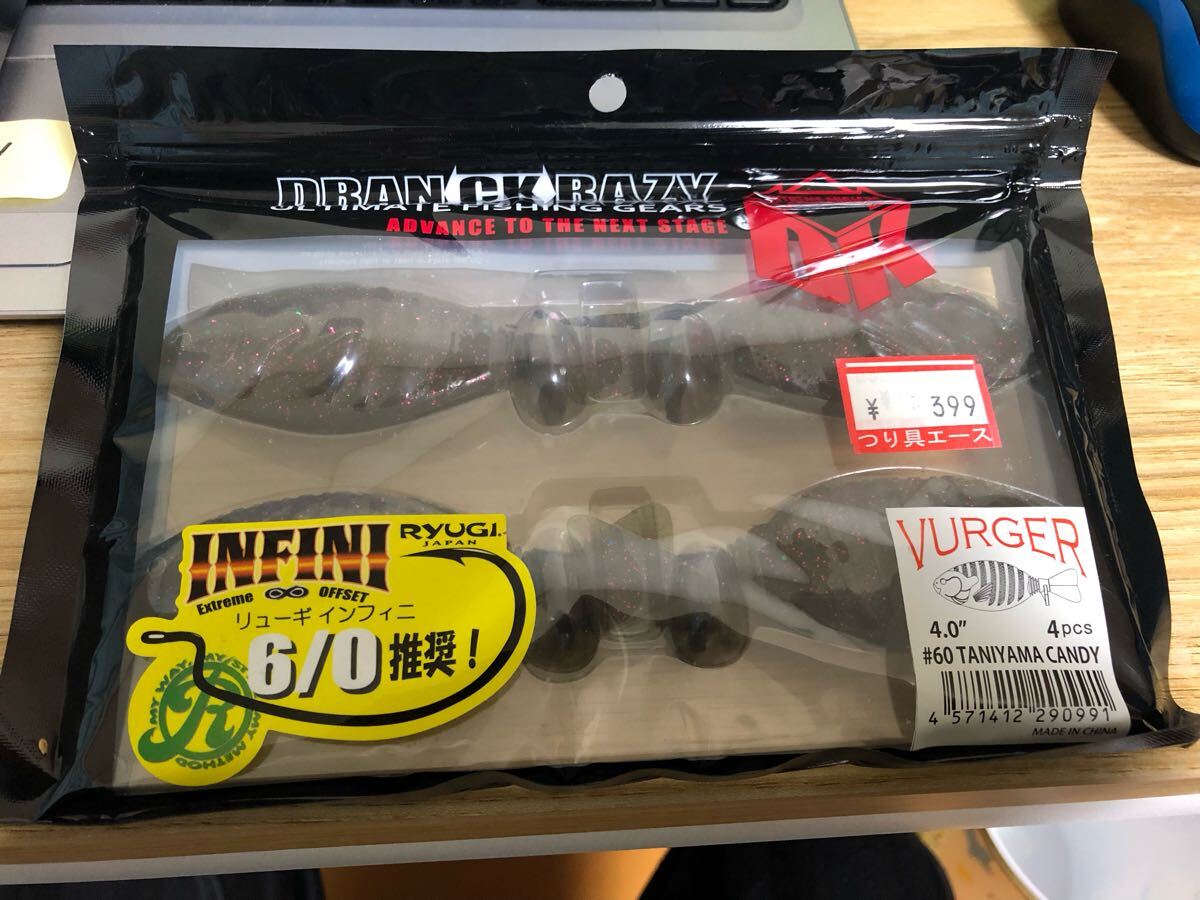 DRANCKRAZY
ULTIMATE FISHING GEARS
ADVANCE TO THE NEXT STAGE
DK
¥ 399
つり具エース
INFINI
Extreme ∞ OFFSET
RYUGI
JAPAN
リューギ インフィニ
6/0推奨!
R
MY METHOD
VURGER
4.0" 4pcs
#60 TANIYAMA CANDY
4 571412 290991
MADE IN CHINA